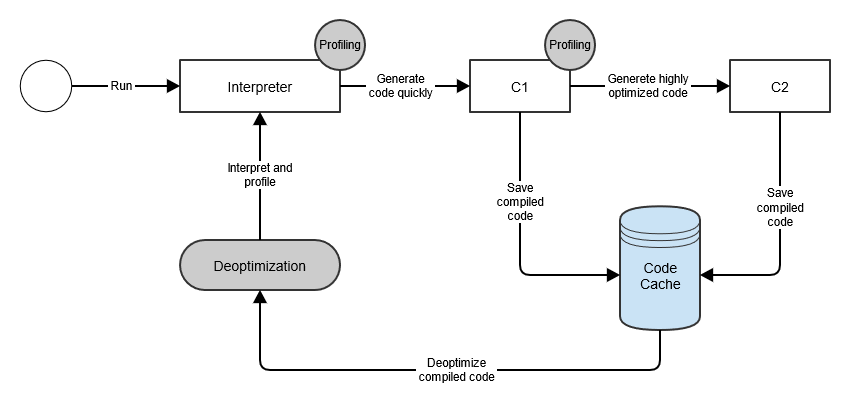 Profiling
Profiling
Run
Interpreter
Generate
code quickly
C1
Generete highly
optimized code
C2
Interpret and
profile
Save
compiled
code
Save
compiled
code
Deoptimization
Code
Cache
Deoptimize
compiled code